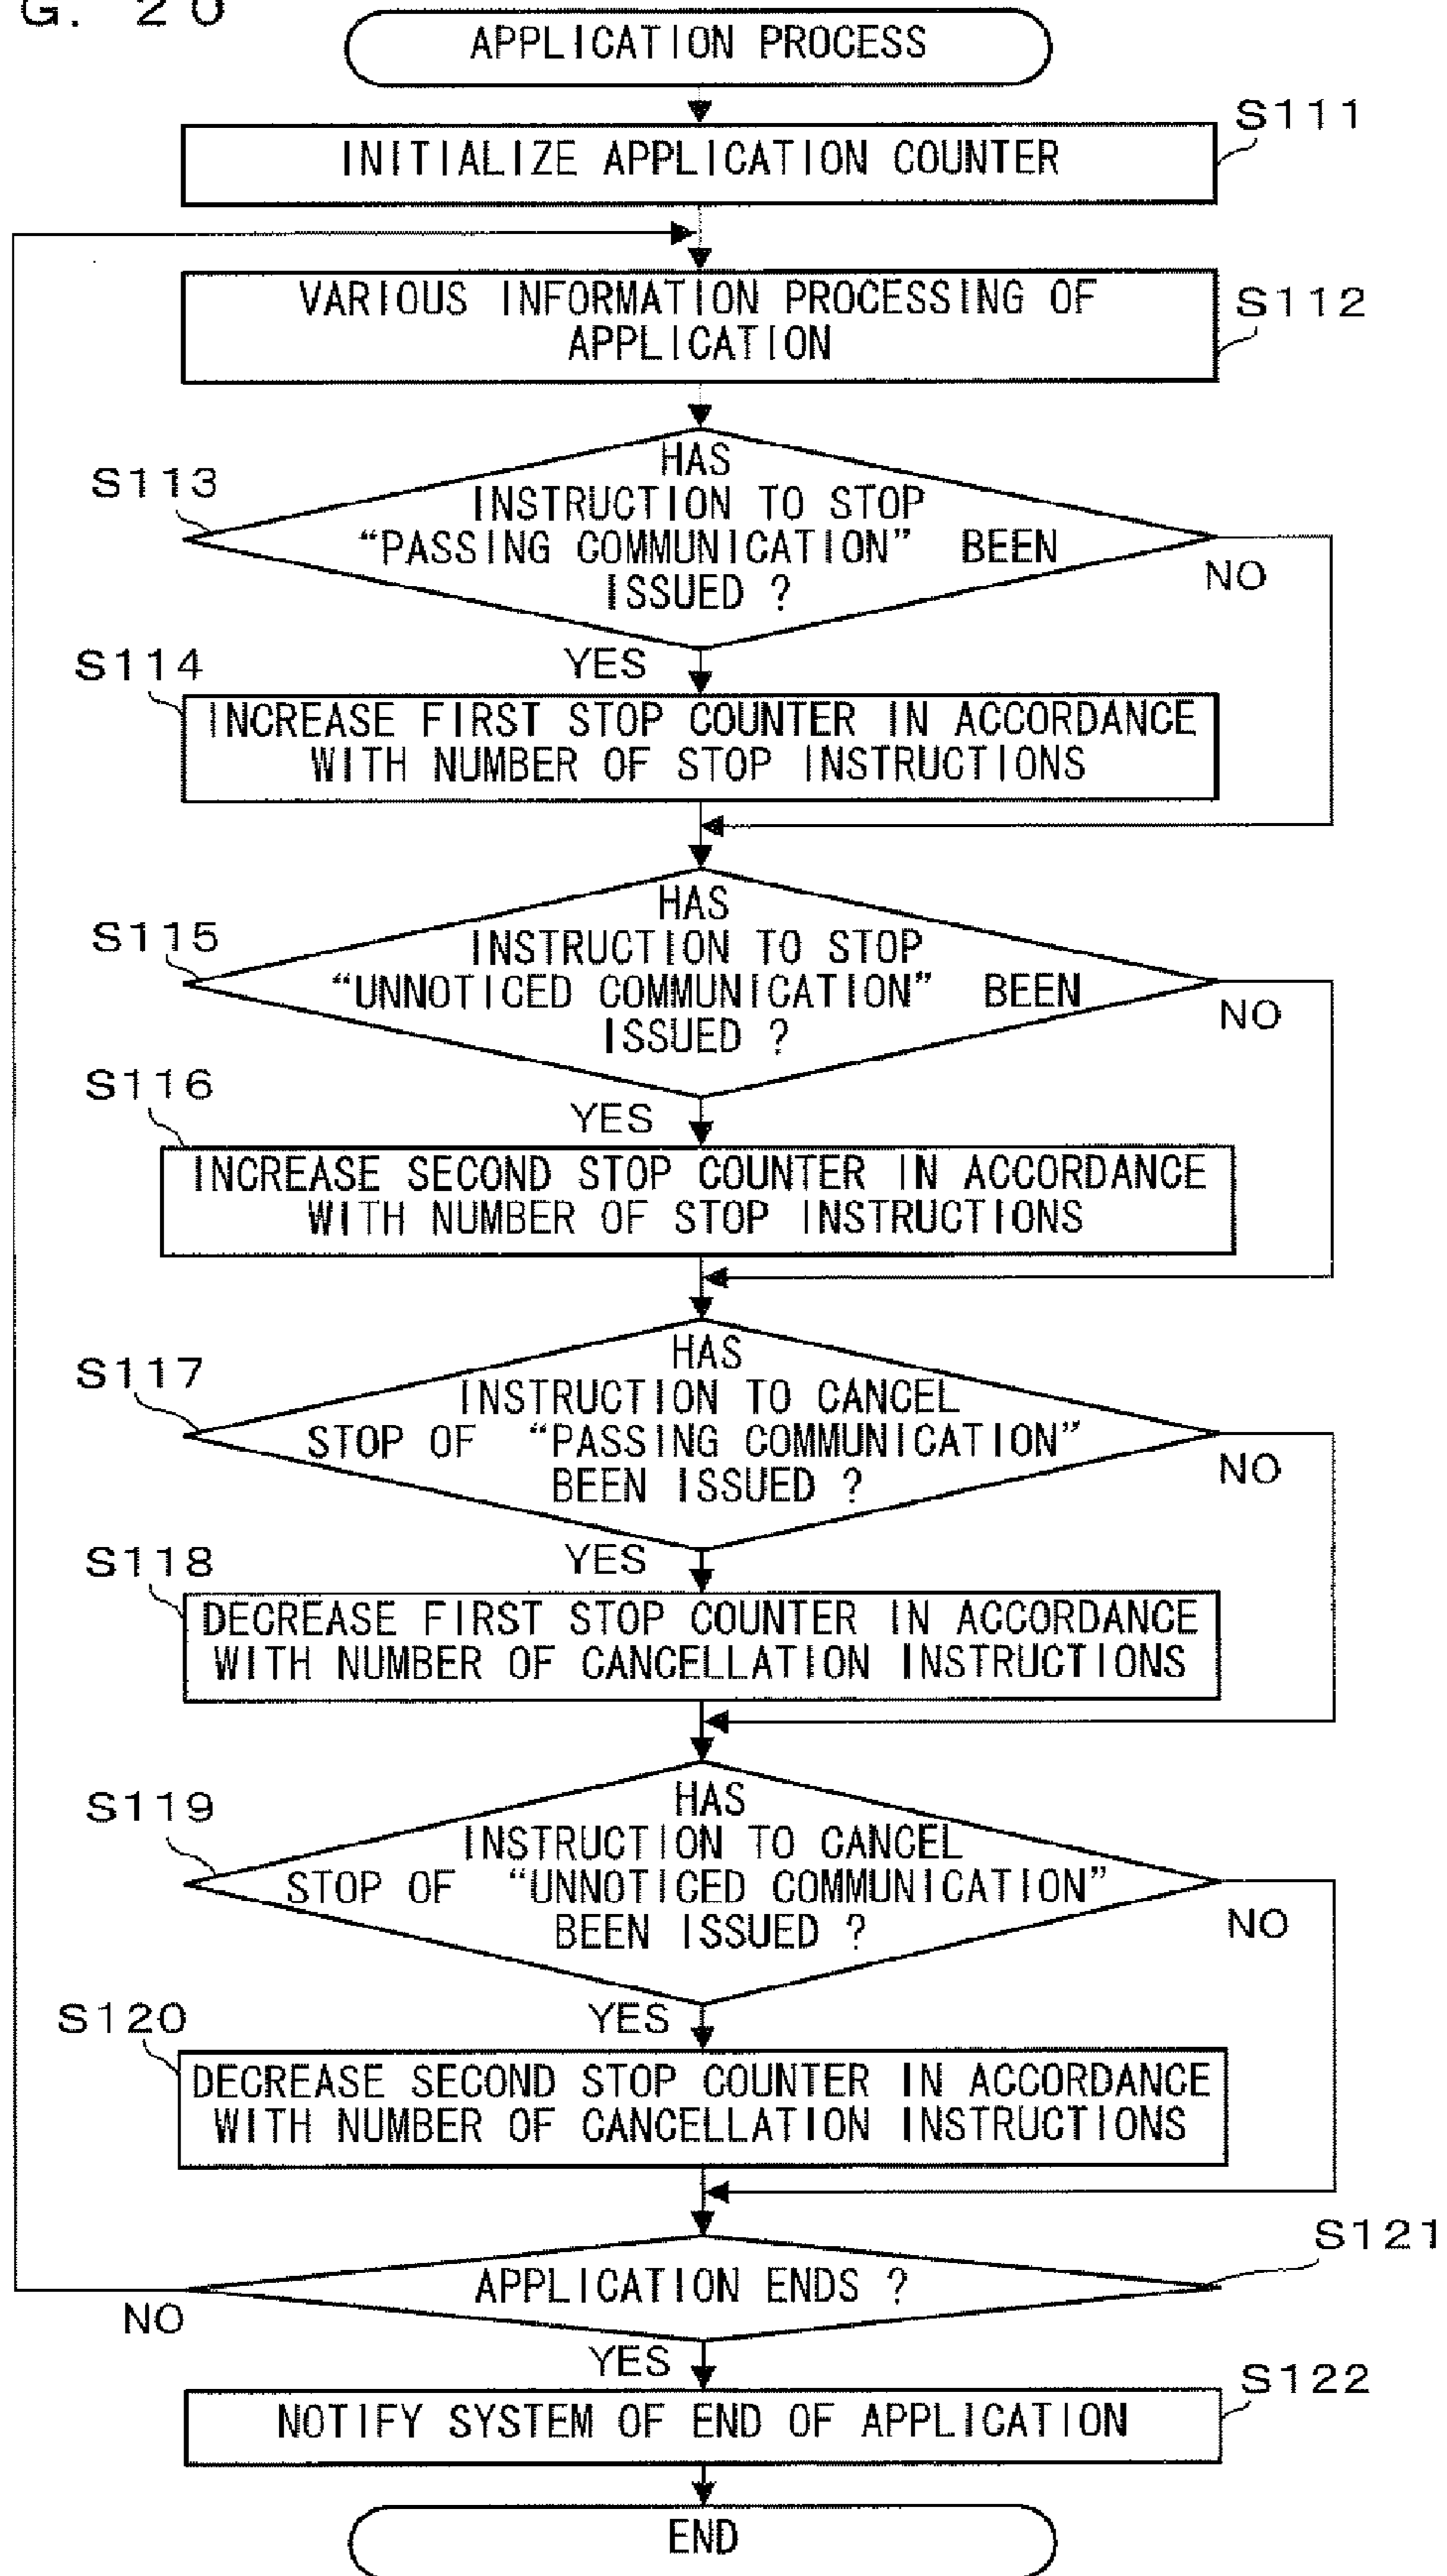 G. 20
APPLICATION PROCESS
S111
INITIALIZE APPLICATION COUNTER
VARIOUS INFORMATION PROCESSING OF
APPLICATION
S112
S113
HAS
INSTRUCTION TO STOP
“PASSING COMMUNICATION” BEEN
ISSUED ?
NO
YES
S114
INCREASE FIRST STOP COUNTER IN ACCORDANCE
WITH NUMBER OF STOP INSTRUCTIONS
S115
HAS
INSTRUCTION TO STOP
“UNNOTICED COMMUNICATION” BEEN
ISSUED ?
NO
YES
S116
INCREASE SECOND STOP COUNTER IN ACCORDANCE
WITH NUMBER OF STOP INSTRUCTIONS
S117
HAS
INSTRUCTION TO CANCEL
STOP OF “PASSING COMMUNICATION”
BEEN ISSUED ?
NO
YES
S118
DECREASE FIRST STOP COUNTER IN ACCORDANCE
WITH NUMBER OF CANCELLATION INSTRUCTIONS
S119
HAS
INSTRUCTION TO CANCEL
STOP OF “UNNOTICED COMMUNICATION”
BEEN ISSUED ?
NO
YES
S120
DECREASE SECOND STOP COUNTER IN ACCORDANCE
WITH NUMBER OF CANCELLATION INSTRUCTIONS
S121
APPLICATION ENDS ?
NO
YES
S122
NOTIFY SYSTEM OF END OF APPLICATION
END